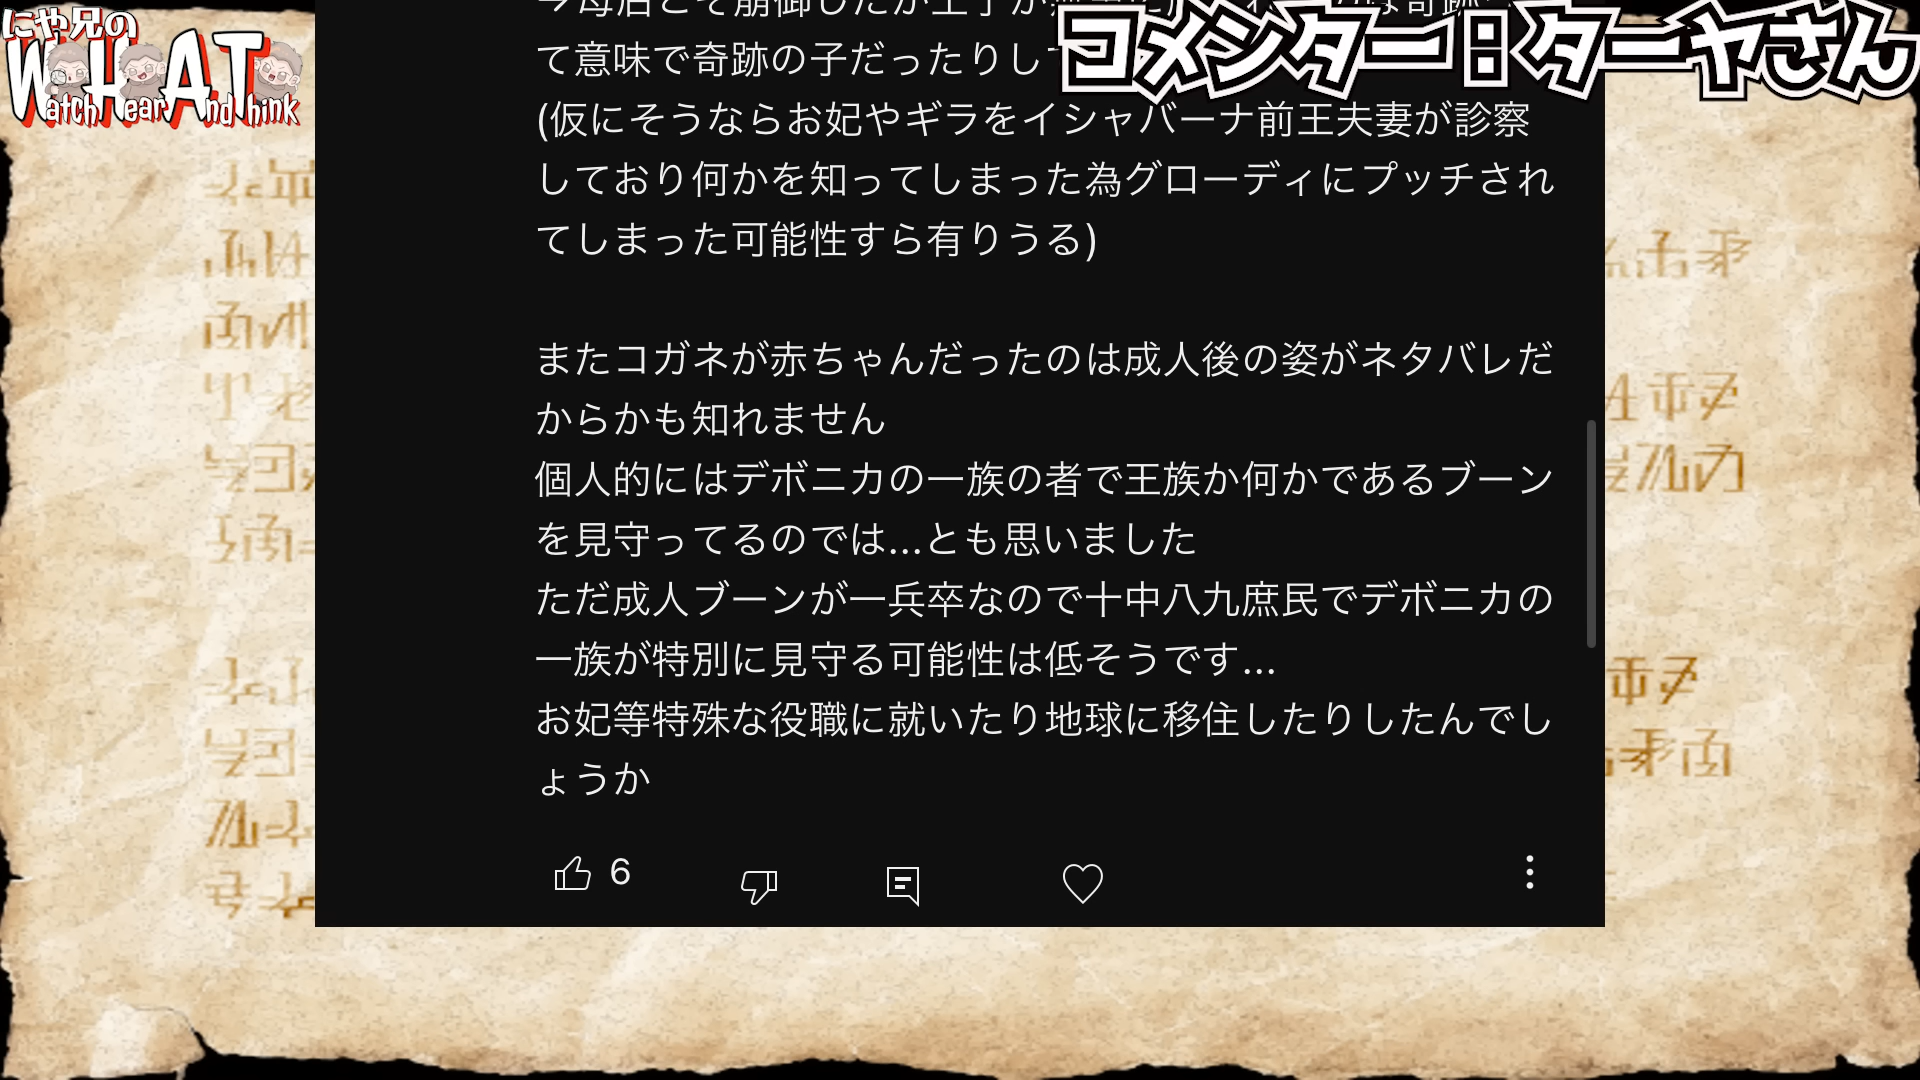 にや兄の
WHAT
Watch Hear And Think
コメンター：ターヤさん
て意味で奇跡の子だったりし
(仮にそうならお妃やギラをイシャバーナ前王夫妻が診察
しており何かを知ってしまった為グローディにプッチされ
てしまった可能性すら有りうる)
またコガネが赤ちゃんだったのは成人後の姿がネタバレだ
からかも知れません
個人的にはデボニカの一族の者で王族か何かであるブーン
を見守ってるのでは…とも思いました
ただ成人ブーンが一兵卒なので十中八九庶民でデボニカの
一族が特別に見守る可能性は低そうです…
お妃等特殊な役職に就いたり地球に移住したりしたんでし
ょうか
6